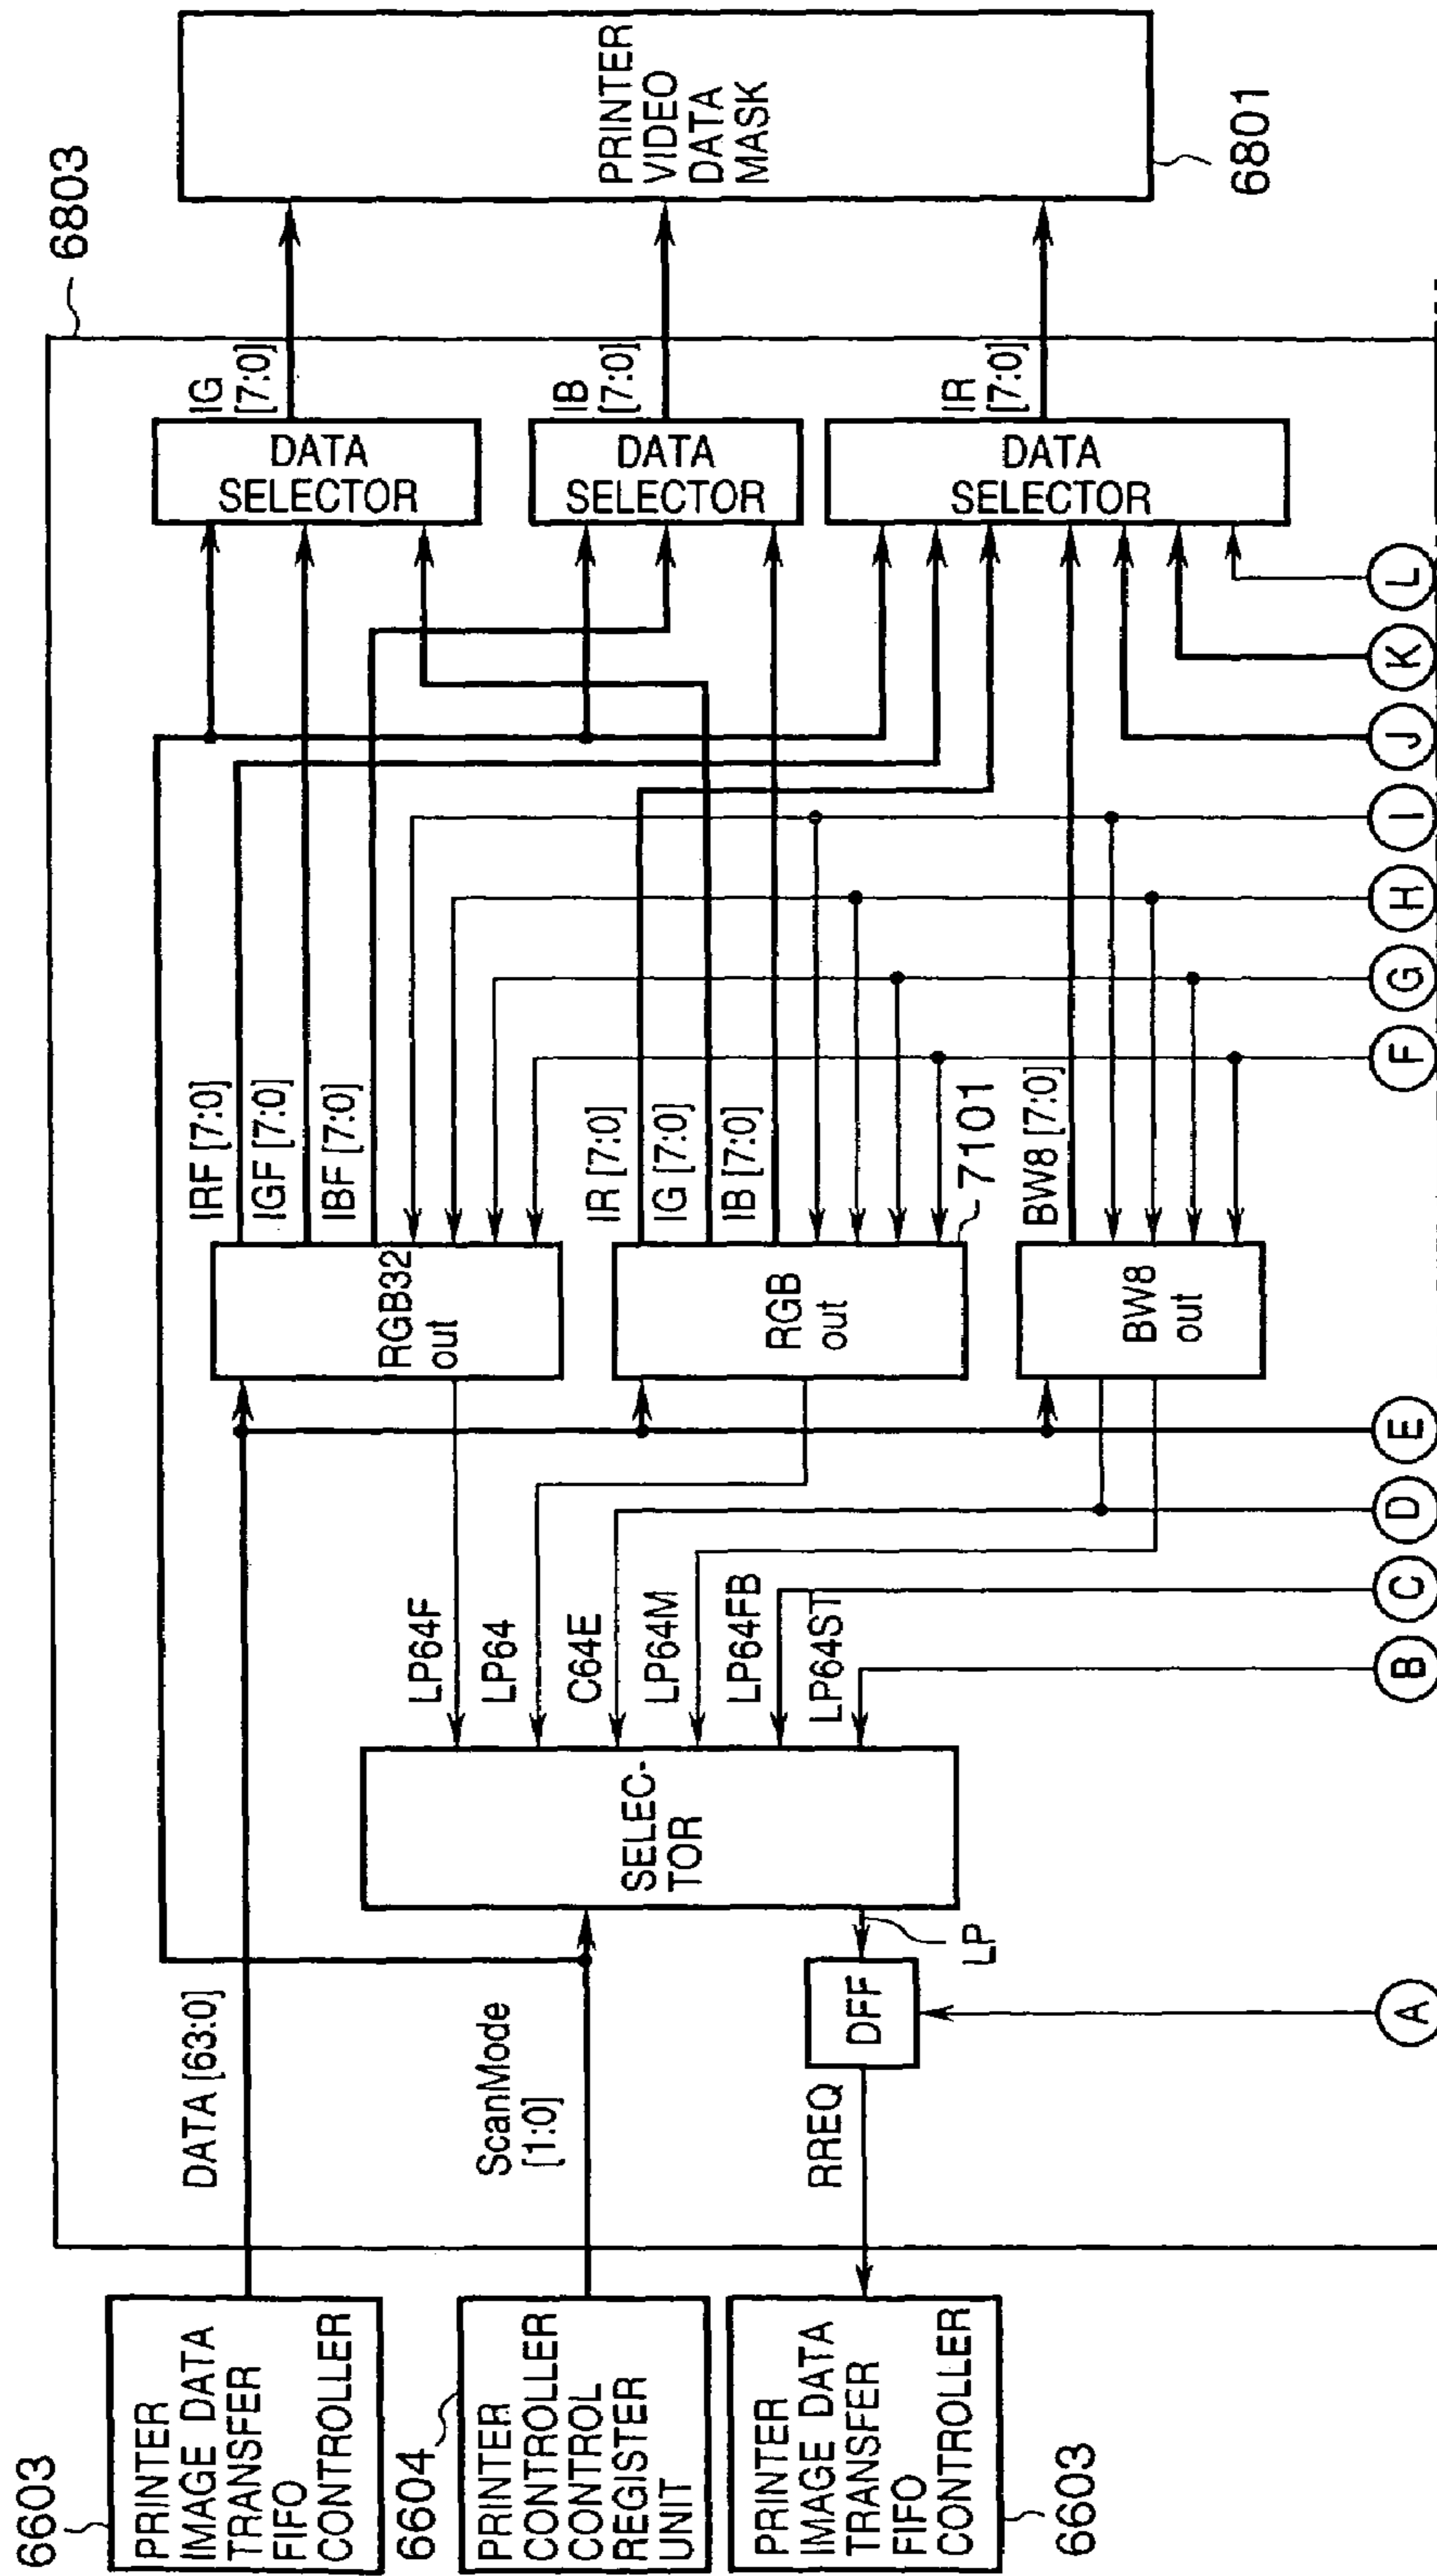 6603
PRINTER
IMAGE DATA
TRANSFER
FIFO
CONTROLLER
6604
PRINTER
CONTROLLER
CONTROL
REGISTER
UNIT
PRINTER
IMAGE DATA
TRANSFER
FIFO
CONTROLLER
6603
DATA [63:0]
ScanMode
[1:0]
RREQ
DFF
LP
SELEC-
TOR
LP64F
LP64
C64E
LP64M
LP64FB
LP64ST
RGB32
out
RGB
out
BW8
out
IRF [7:0]
IGF [7:0]
IBF [7:0]
IR [7:0]
IG [7:0]
IB [7:0]
7101
BW8 [7:0]
DATA
SELECTOR
DATA
SELECTOR
DATA
SELECTOR
IG
[7:0]
IB
[7:0]
IR
[7:0]
6803
PRINTER
VIDEO
DATA
MASK
6801
A
B
C
D
E
F
G
H
I
J
K
L